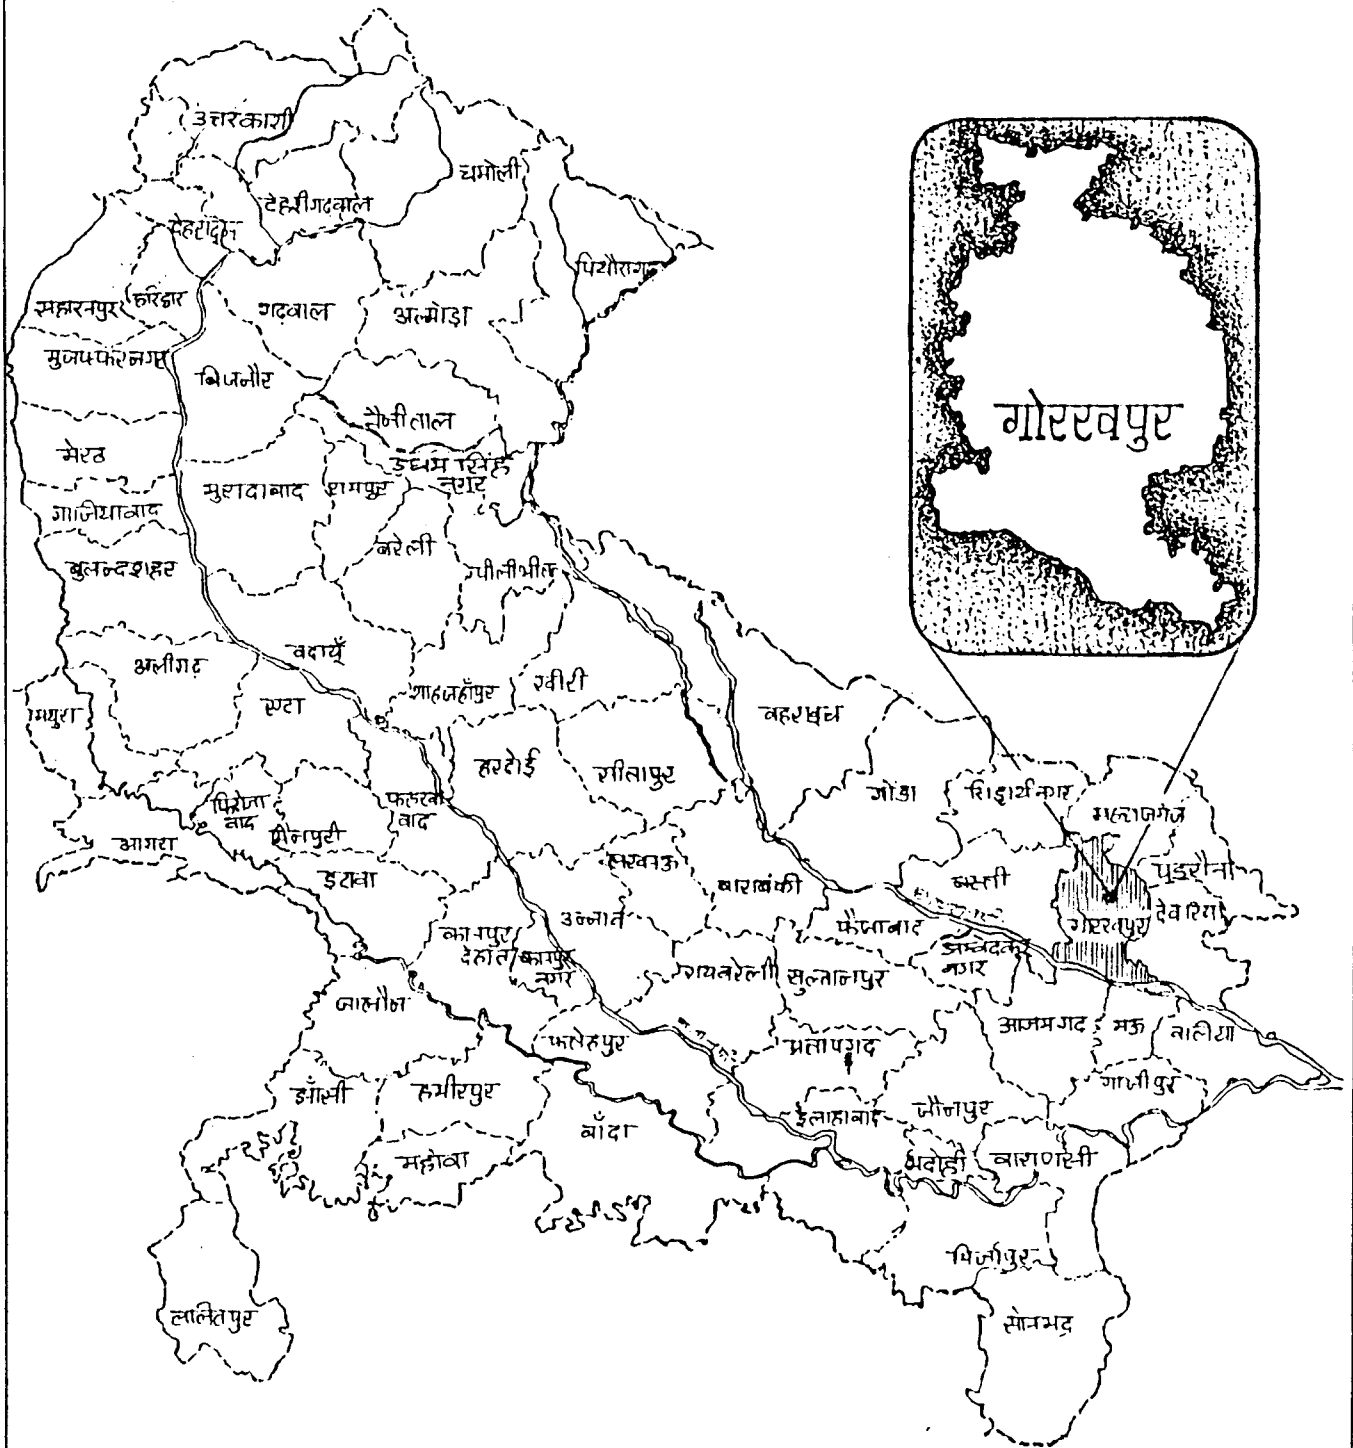 उत्तरकाशी
चमोली
टेहरीगढ़वाल
देहरादून
पिथौरागढ़
सहारनपुर
हरिद्वार
गढ़वाल
अल्मोड़ा
मुजफ्फरनगर
बिजनौर
नैनीताल
गोरखपुर
मेरठ
उधम सिंह
नगर
मुरादाबाद
रामपुर
गाजियाबाद
बरेली
बुलन्दशहर
पीलीभीत
बदायूँ
अलीगढ़
शाहजहाँपुर
खीरी
एटा
मथुरा
बहराइच
हरदोई
सीतापुर
गोंडा
सिद्धार्थनगर
महराजगंज
फिरोजा
बाद
फर्रुखा
बाद
मैनपुरी
आगरा
लखनऊ
इटावा
बाराबंकी
बस्ती
पडरौना
देवरिया
गोरखपुर
उन्नाव
फैजाबाद
कानपुर
देहात
कानपुर
नगर
अम्बेदकर
नगर
रायबरेली
सुल्तानपुर
जालौन
आजमगढ़
मऊ
बलिया
फतेहपुर
प्रतापगढ़
गाजीपुर
झाँसी
हमीरपुर
इलाहाबाद
जौनपुर
बाँदा
महोबा
भदोही
वाराणसी
मिर्जापुर
ललितपुर
सोनभद्र